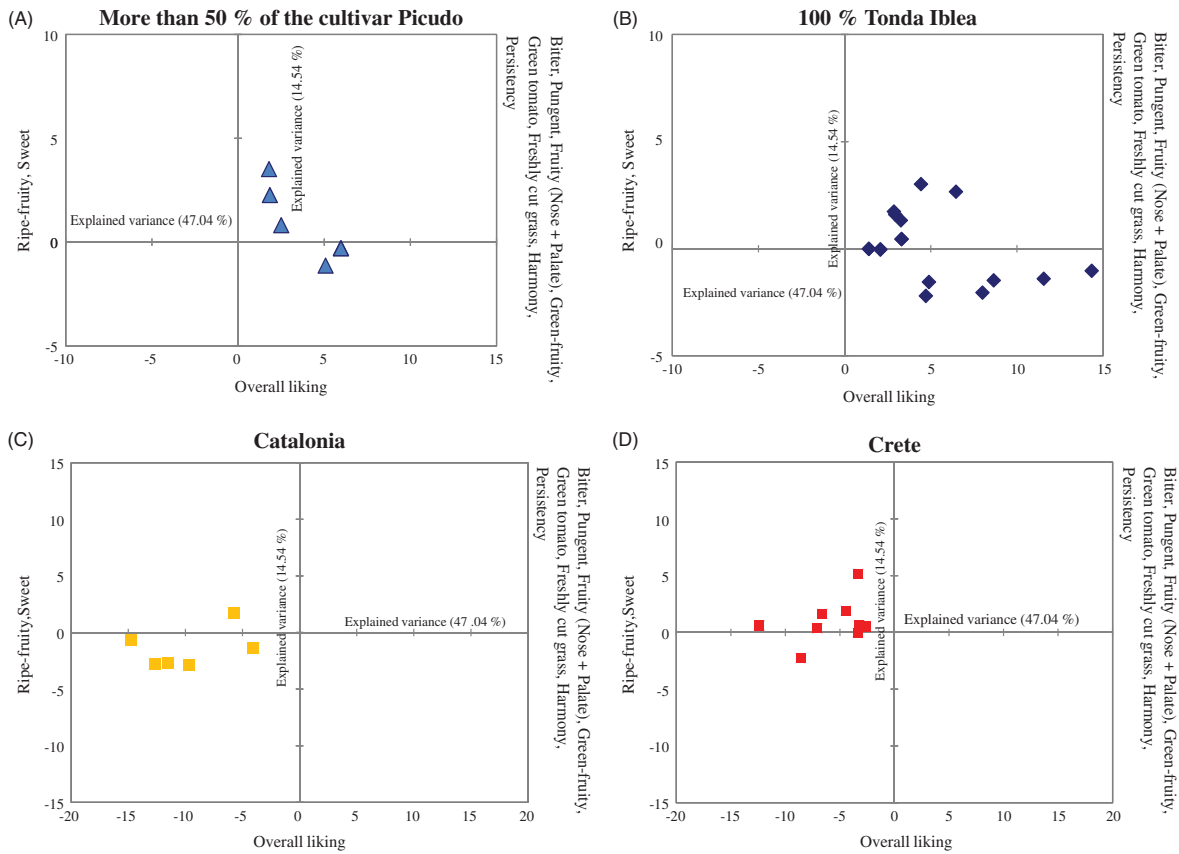 (A)
More than 50 % of the cultivar Picudo
10
5
0
-5
-10
-5
0
5
10
15
Ripe-fruity, Sweet
Explained variance (47.04 %)
Explained variance (14.54 %)
Overall liking
Bitter, Pungent, Fruity (Nose + Palate), Green-fruity,
Green tomato, Freshly cut grass, Harmony,
Persistency
(B)
100 % Tonda Iblea
10
5
0
-5
-10
-5
0
5
10
15
Ripe-fruity, Sweet
Explained variance (47.04 %)
Explained variance (14.54 %)
Overall liking
Bitter, Pungent, Fruity (Nose + Palate), Green-fruity,
Green tomato, Freshly cut grass, Harmony,
Persistency
(C)
Catalonia
15
10
5
0
-5
-10
-15
-20
-15
-10
-5
0
5
10
15
20
Ripe-fruity,Sweet
Explained variance (14.54 %)
Explained variance (47 .04 %)
Overall liking
Bitter, Pungent, Fruity (Nose + Palate), Green-fruity,
Green tomato, Freshly cut grass, Harmony,
Persistency
(D)
Crete
15
10
5
0
-5
-10
-15
-20
-15
-10
-5
0
5
10
15
20
Ripe-fruity,Sweet
Explained variance (14.54 %)
Explained variance (47.04 %)
Overall liking
Bitter, Pungent, Fruity (Nose + Palate), Green-fruity,
Green tomato, Freshly cut grass, Harmony,
Persistency